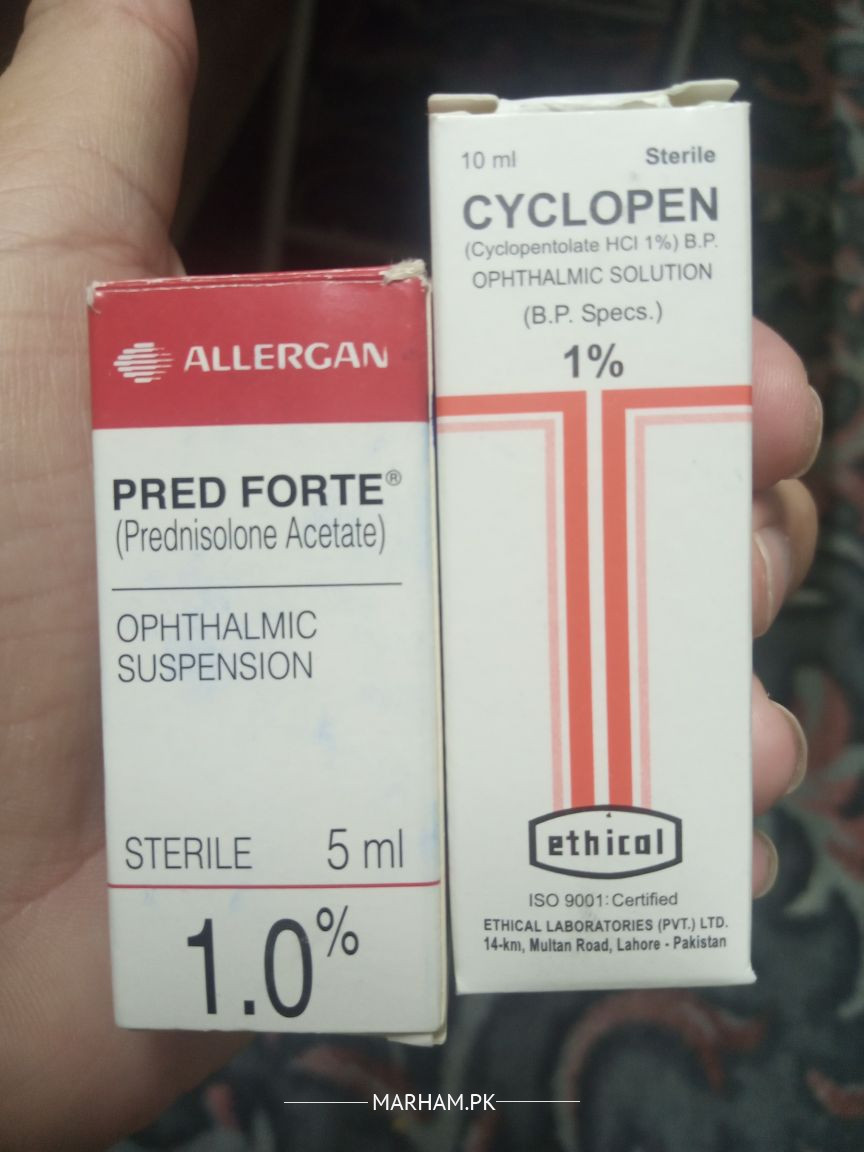 ALLERGAN
PRED FORTE®
(Prednisolone Acetate)
OPHTHALMIC
SUSPENSION
STERILE 5 ml
1.0%
10 ml Sterile
CYCLOPEN
(Cyclopentolate HCl 1%) B.P.
OPHTHALMIC SOLUTION
(B.P. Specs.)
1%
ethical
ISO 9001: Certified
ETHICAL LABORATORIES (PVT.) LTD.
14-km, Multan Road, Lahore - Pakistan
MARHAM.PK